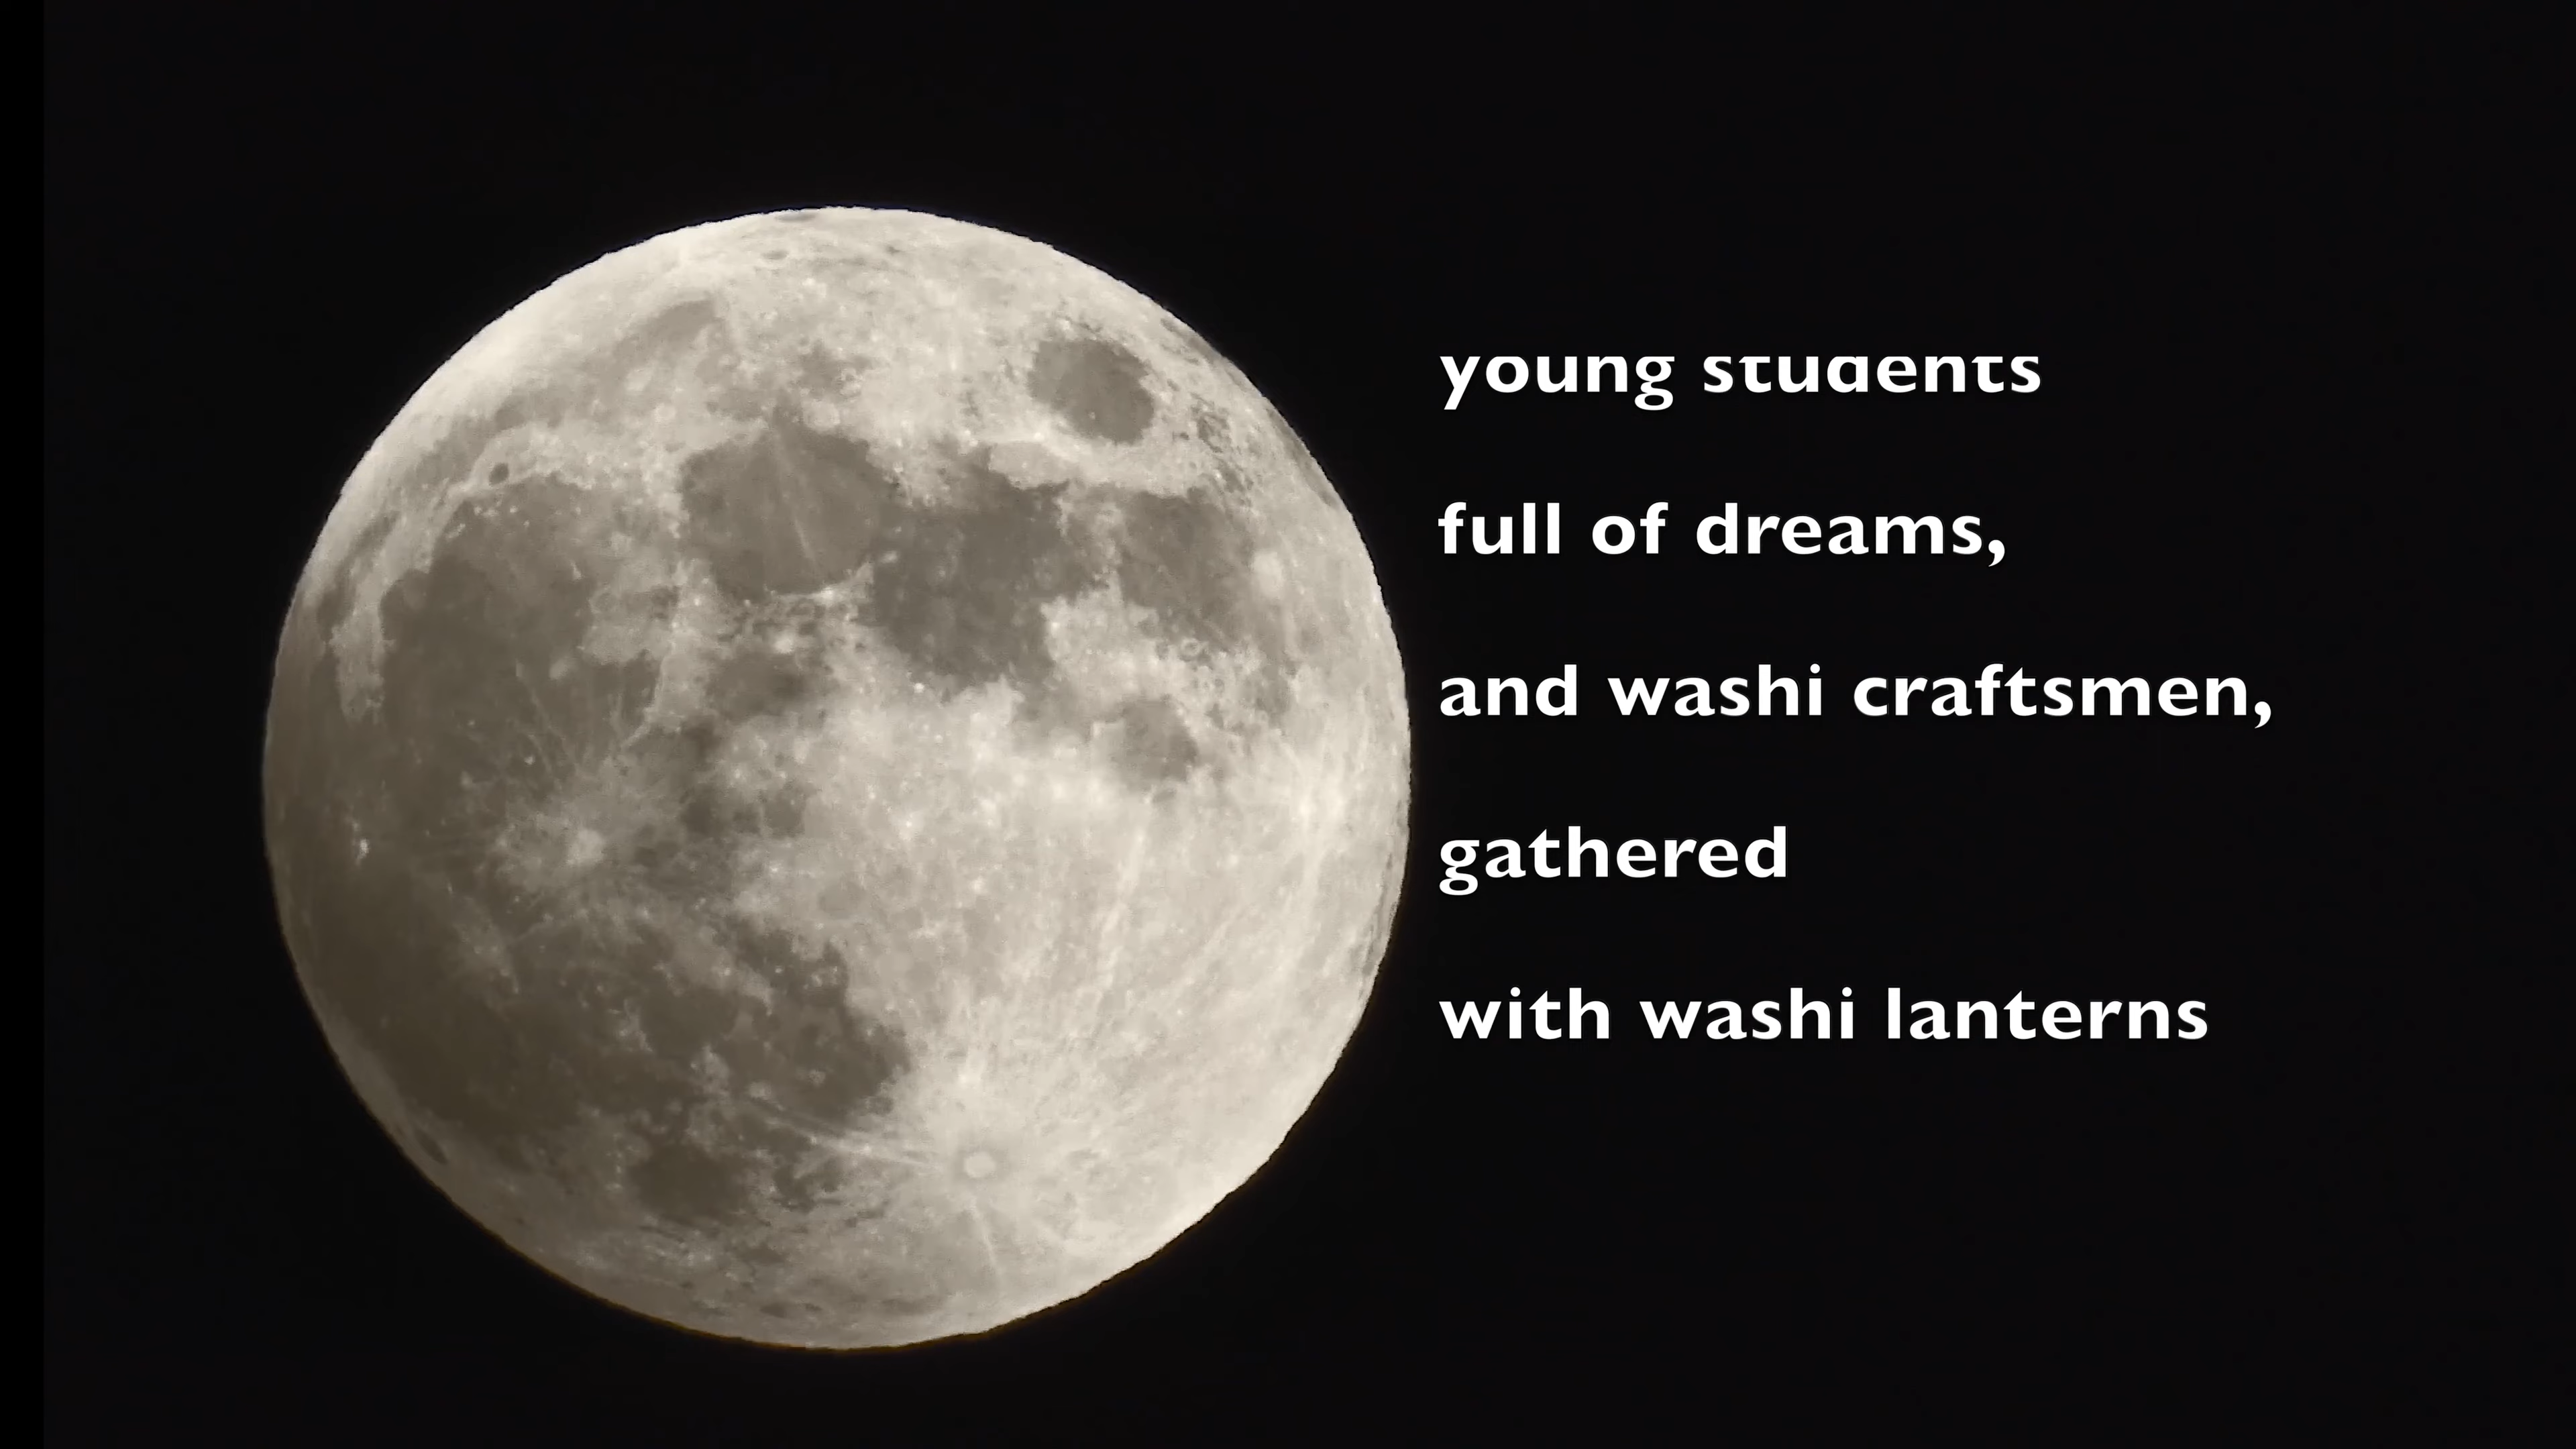 young students
full of dreams,
and washi craftsmen,
gathered
with washi lanterns